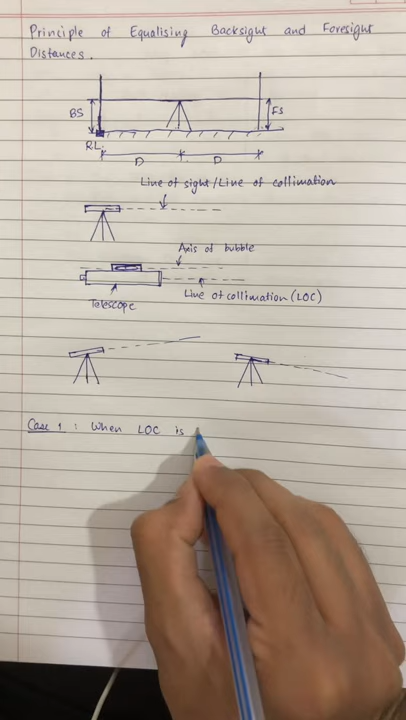 Principle of Equalising Backsight and Foresight
Distances.
BS
FS
RL
D
D
Line of sight/Line of collimation
Axis of bubble
Line of collimation (LOC)
Telescope
Case 1 : When LOC is